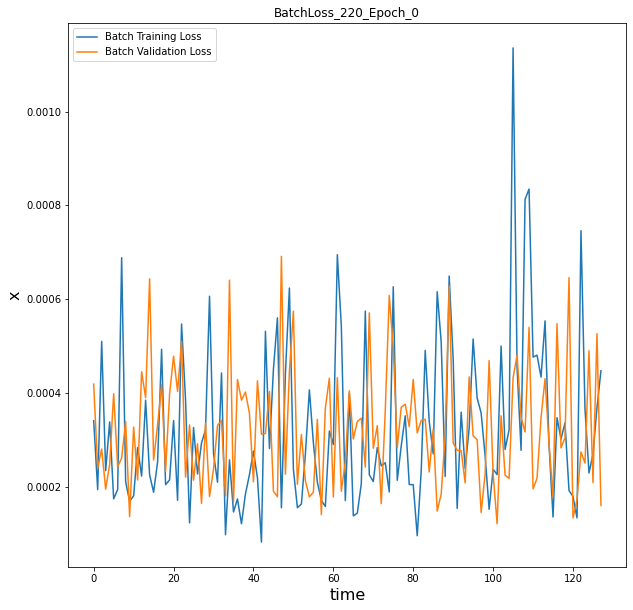 BatchLoss_220_Epoch_0
Batch Training Loss
Batch Validation Loss
0.0010
0.0008
0.0006
0.0004
0.0002
x
0 20 40 60 80 100 120
time